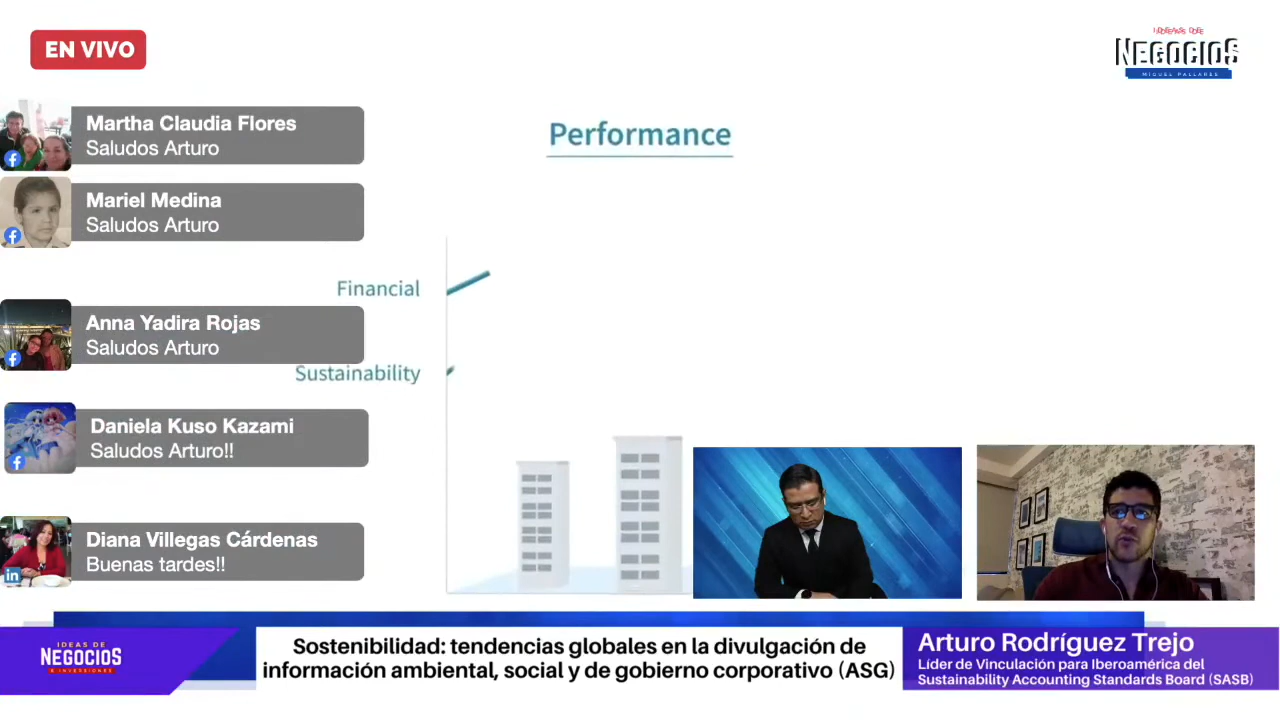 EN VIVO
NEGOCIOS
MIGUEL PALLARES
Martha Claudia Flores
Saludos Arturo
Performance
Mariel Medina
Saludos Arturo
Financial
Anna Yadira Rojas
Saludos Arturo
Sustainability
Daniela Kuso Kazami
Saludos Arturo!!
in
Diana Villegas Cárdenas
Buenas tardes!!
IDEAS DE
NEGOCIOS
E INVERSIONES
Sostenibilidad: tendencias globales en la divulgación de
información ambiental, social y de gobierno corporativo (ASG)
Arturo Rodríguez Trejo
Líder de Vinculación para Iberoamérica del
Sustainability Accounting Standards Board (SASB)